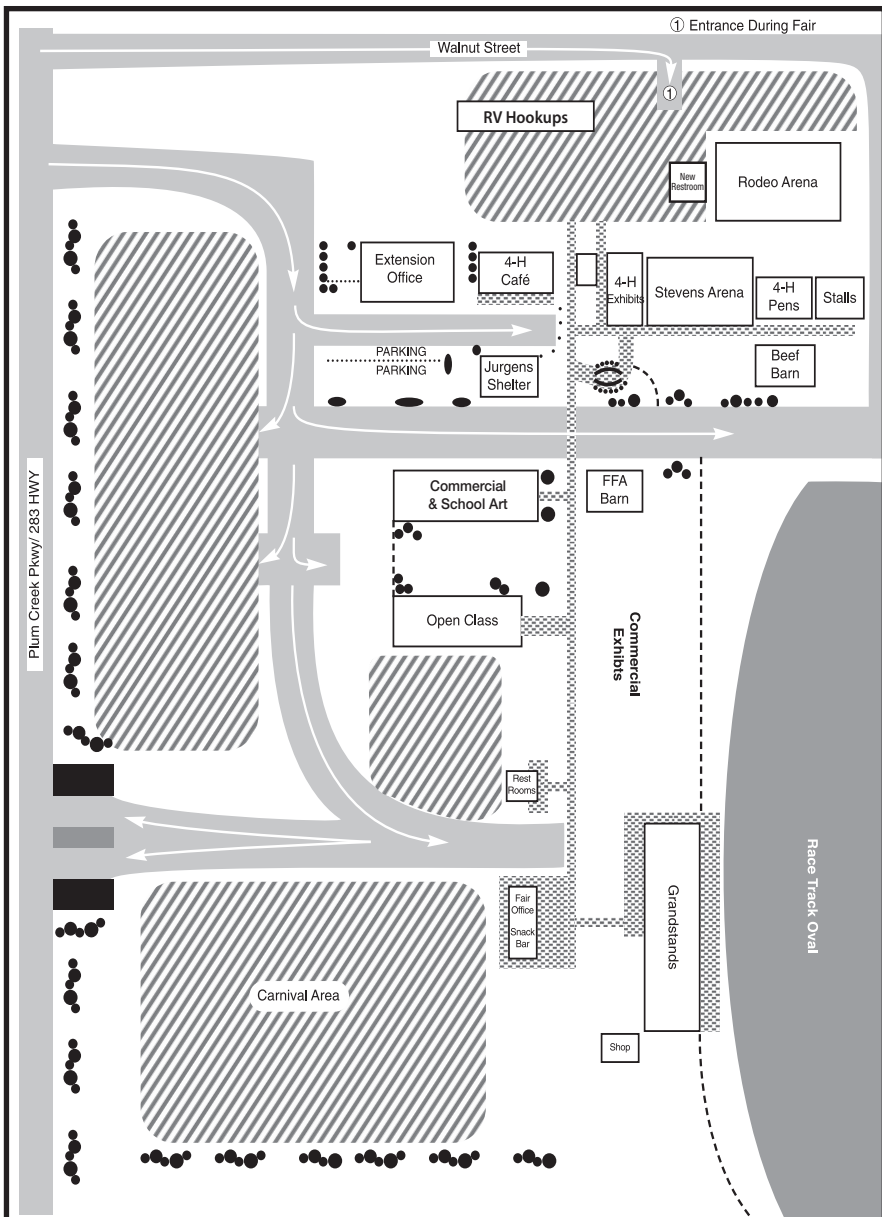 ① Entrance During Fair
Walnut Street
①
RV Hookups
New
Restroom
Rodeo Arena
Extension
Office
4-H
Café
4-H
Exhibits
Stevens Arena
4-H
Pens
Stalls
PARKING
PARKING
Jurgens
Shelter
Beef
Barn
Plum Creek Pkwy/ 283 HWY
Commercial
& School Art
FFA
Barn
Open Class
Commercial
Exhibts
Rest
Rooms
Race Track Oval
Grandstands
Fair
Office
Snack
Bar
Carnival Area
Shop